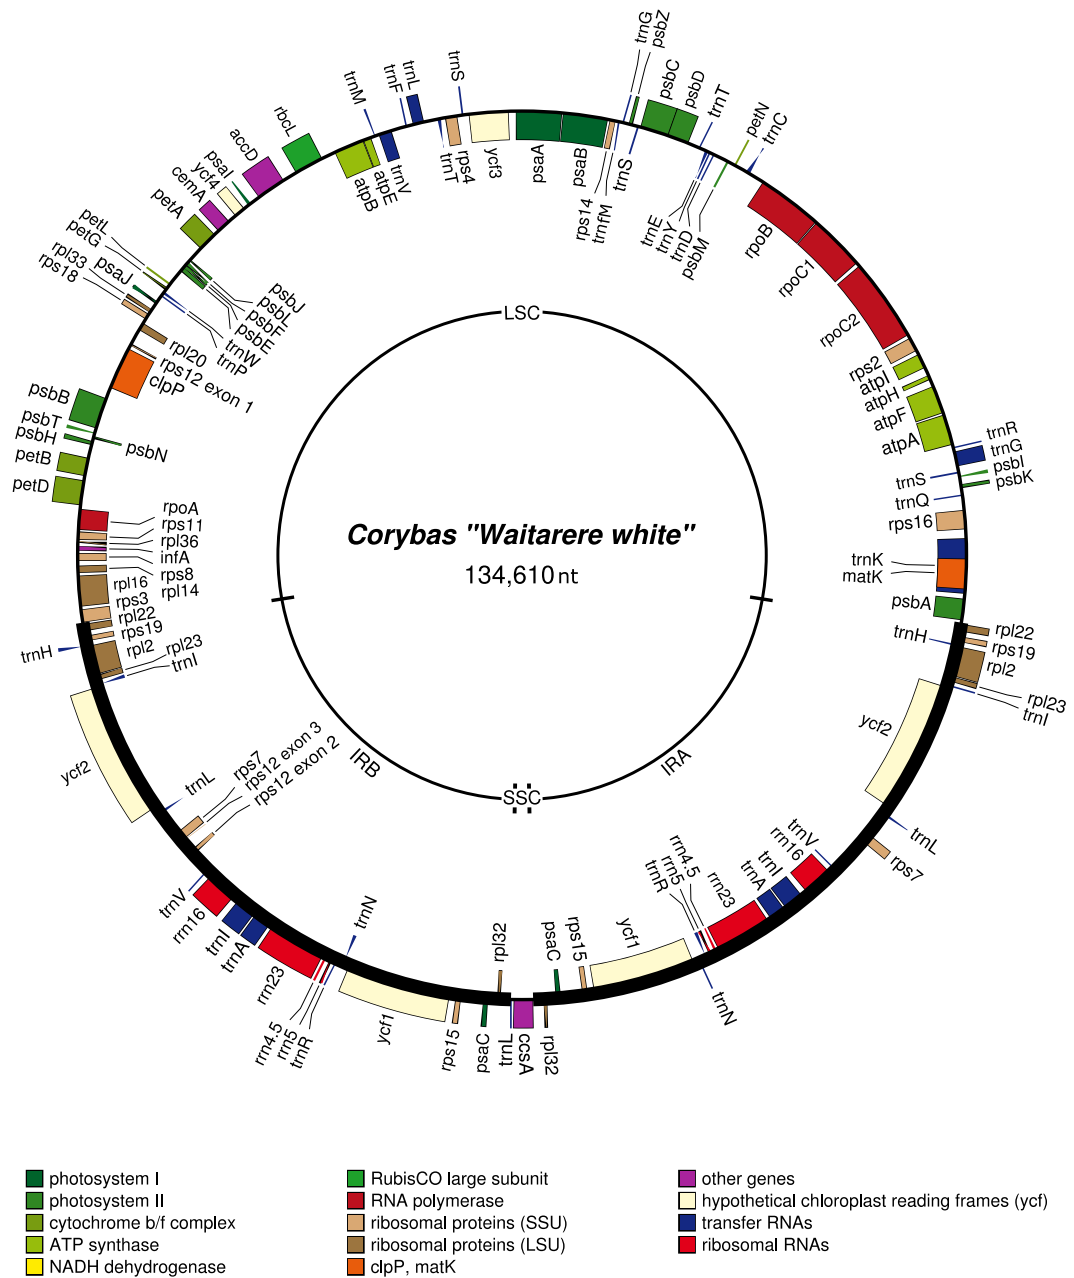 trnG
psbZ
trnS
psbC
psbD
trnL
trnF
trnM
trnT
petN
trnC
rbcL
accD
psaI
ycf4
cemA
petA
petL
petG
psaJ
rpl33
rps18
atpB
atpE
trnV
trnT
rps4
ycf3
psaA
psaB
rps14
trnfM
trnS
trnE
trnY
trnD
psbM
rpoB
rpoC1
rpoC2
rps2
atpI
atpH
atpF
atpA
psbJ
psbL
psbF
psbE
trnW
trnP
rpl20
rps12 exon 1
clpP
psbB
psbT
psbH
psbN
petB
petD
trnR
trnG
psbI
psbK
trnS
trnQ
rps16
rpoA
rps11
rpl36
infA
rps8
rpl14
rpl16
rps3
rpl22
rps19
rpl2
rpl23
trnI
trnH
trnK
matK
psbA
trnH
rpl22
rps19
rpl2
rpl23
trnI
LSC
Corybas "Waitarere white"
134,610 nt
IRB
IRA
SSC
ycf2
ycf2
trnL
rps7
rps12 exon 3
rps12 exon 2
trnL
rps7
trnV
rrn16
trnI
trnA
rrn23
rrn4.5
rrn5
trnR
trnN
ycf1
rps15
psaC
rpl32
trnL
ccsA
rpl32
psaC
rps15
ycf1
trnN
trnR
rrn5
rrn4.5
rrn23
trnA
trnI
rrn16
trnV
photosystem I
photosystem II
cytochrome b/f complex
ATP synthase
NADH dehydrogenase
RubisCO large subunit
RNA polymerase
ribosomal proteins (SSU)
ribosomal proteins (LSU)
clpP, matK
other genes
hypothetical chloroplast reading frames (ycf)
transfer RNAs
ribosomal RNAs